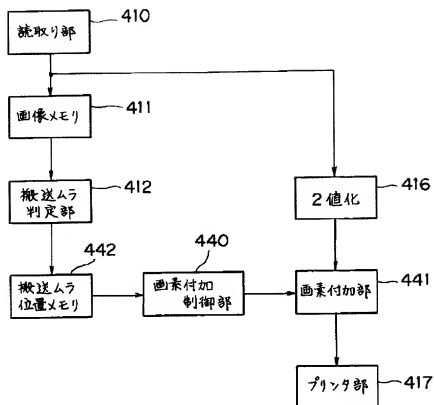 読取り部
410
画像メモリ
411
搬送ムラ
判定部
412
2値化
416
442
搬送ムラ
位置メモリ
440
画素付加
制御部
画素付加部
441
プリンタ部
417